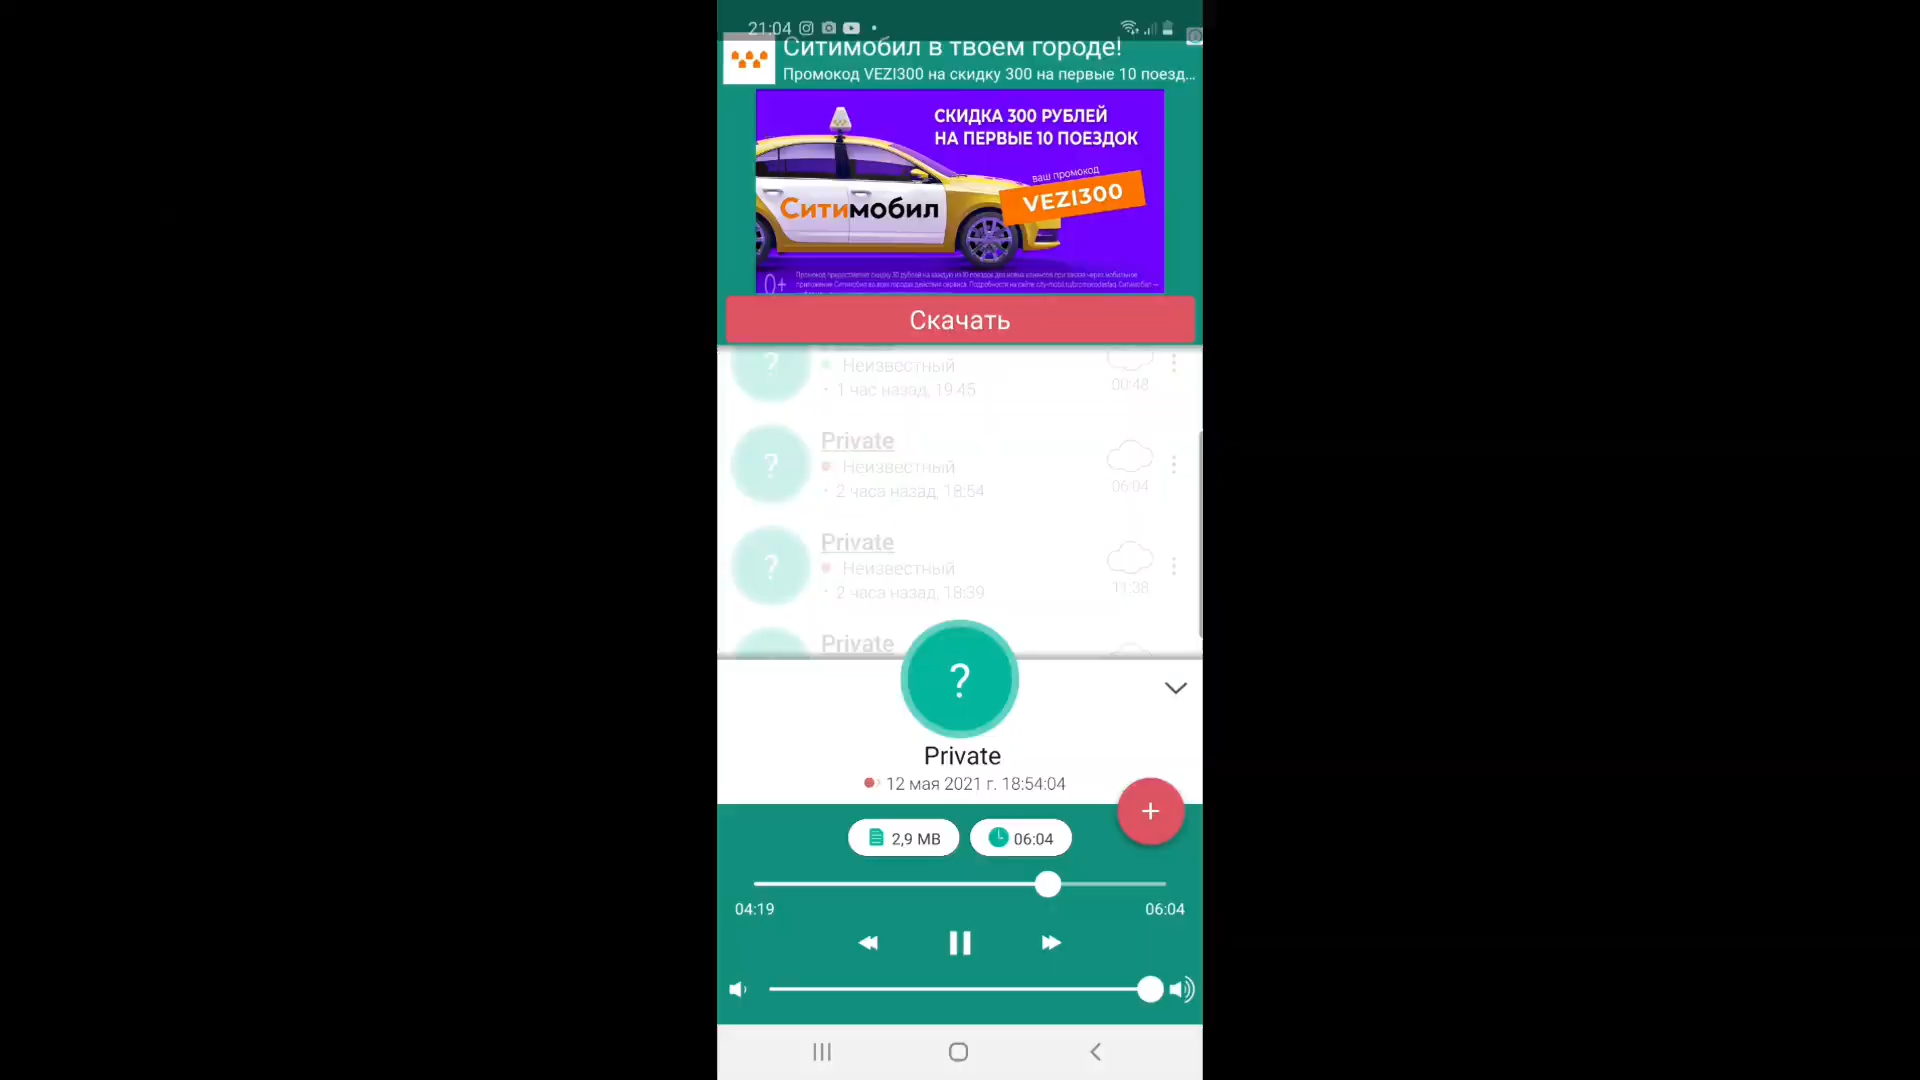 21:04
Ситимобил в твоем городе!
Промокод VEZI300 на скидку 300 на первые 10 поезд...
СКИДКА 300 РУБЛЕЙ
НА ПЕРВЫЕ 10 ПОЕЗДОК
ваш промокод
VEZI300
Ситимобил
0+
Скачать
? Неизвестный
00:48
1 час назад, 19:45
Private
? Неизвестный
2 часа назад, 18:54
06:04
Private
? Неизвестный
2 часа назад, 18:39
11:38
Private
?
Private
12 мая 2021 г. 18:54:04
+
2,9 MB 06:04
04:19 06:04